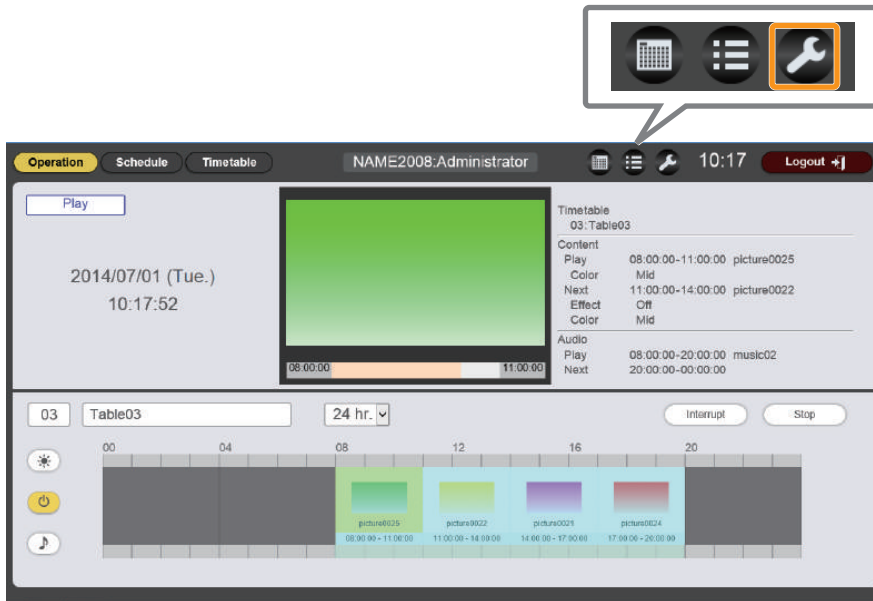 Operation Schedule Timetable NAME2008:Administrator 10:17 Logout
Play
2014/07/01 (Tue.)
10:17:52
08:00:00 11:00:00
Timetable
03:Table03
Content
Play 08:00:00-11:00:00 picture0025
Color Mid
Next 11:00:00-14:00:00 picture0022
Effect Off
Color Mid
Audio
Play 08:00:00-20:00:00 music02
Next 20:00:00-00:00:00
03 Table03 24 hr. Interrupt Stop
00 04 08 12 16 20
picture0025 picture0022 picture0021 picture0024
08:00:00 - 11:00:00 11:00:00 - 14:00:00 14:00:00 - 17:00:00 17:00:00 - 20:00:00